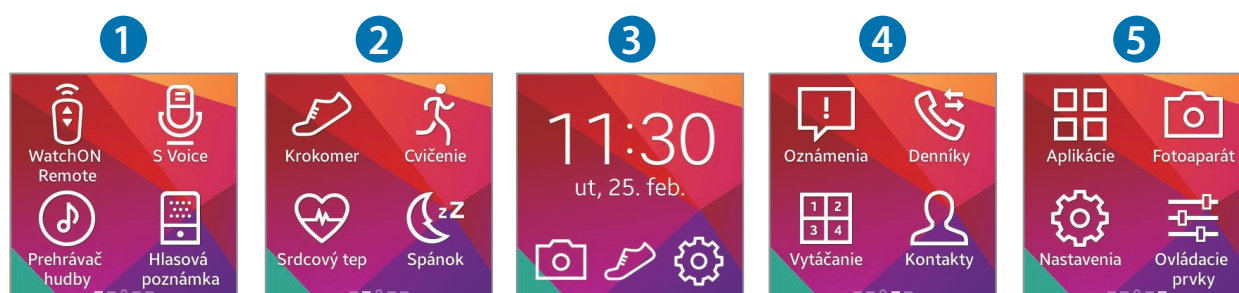 1
2
3
4
5
WatchON
Remote
S Voice
Prehrávač
hudby
Hlasová
poznámka
Krokomer
Cvičenie
Srdcový tep
zZ
Spánok
11:30
ut, 25. feb.
!
Oznámenia
Denníky
1 2
3 4
Vytáčanie
Kontakty
Aplikácie
Fotoaparát
Nastavenia
Ovládacie
prvky